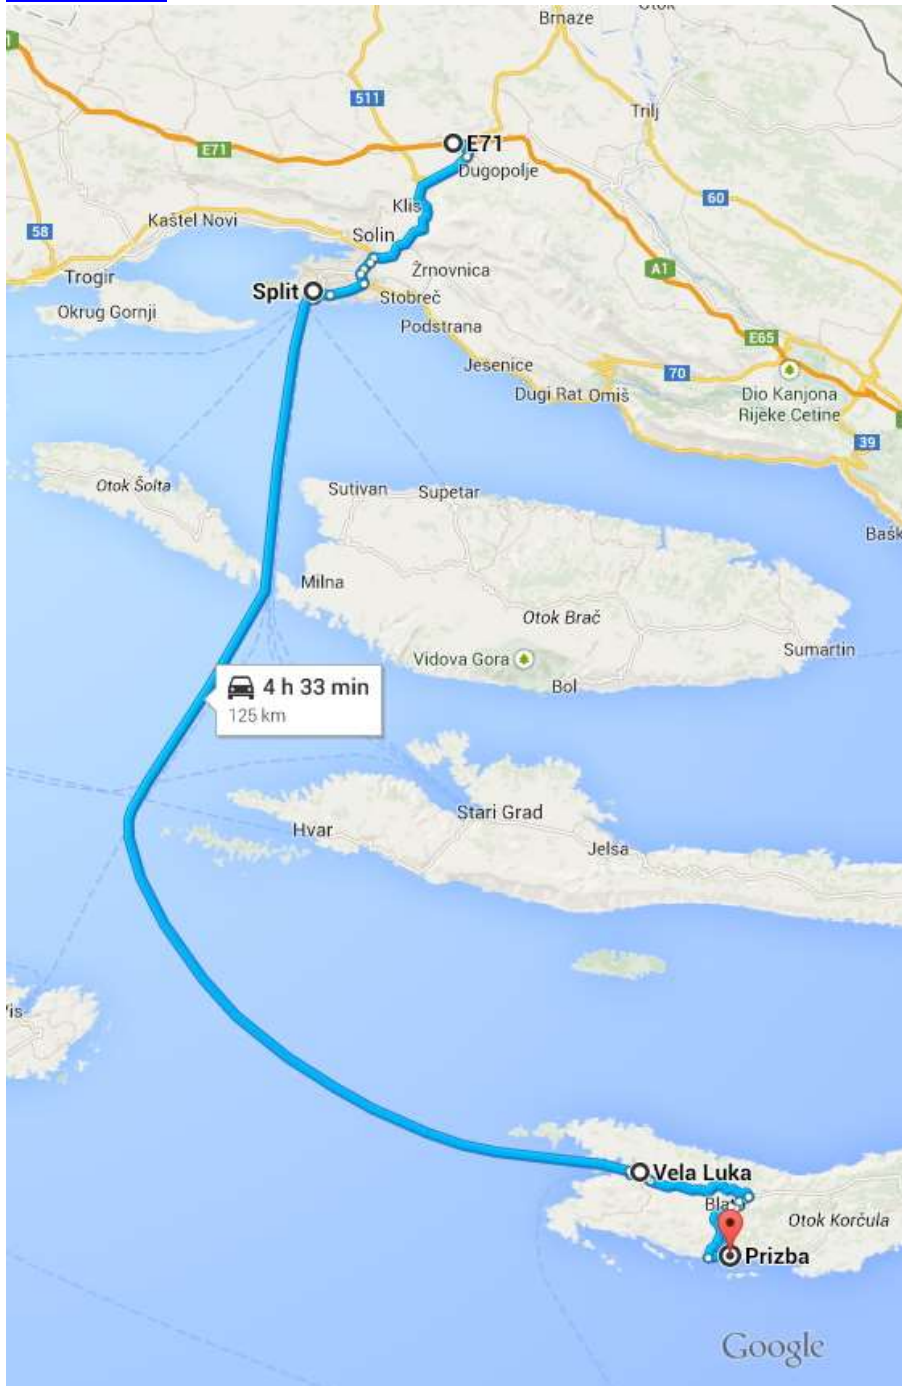 Brnaze
511
Trilj
E71
E71
Dugopolje
Klis
60
Kaštel Novi
58
Solin
Trogir
Žrnovnica
A1
Split
Stobreč
Okrug Gornji
Podstrana
E65
Jesenice
70
Dugi Rat
Omiš
Dio Kanjona
Rijeke Cetine
39
Otok Šolta
Sutivan
Supetar
Bašk
Milna
Otok Brač
Sumartin
Vidova Gora
Bol
4 h 33 min
125 km
Stari Grad
Hvar
Jelsa
Vela Luka
Blato
Otok Korčula
Prizba
Google